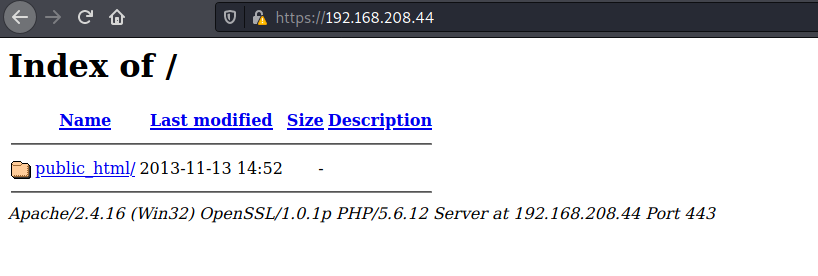 https://192.168.208.44
Index of /
Name Last modified Size Description
public_html/ 2013-11-13 14:52 -
Apache/2.4.16 (Win32) OpenSSL/1.0.1p PHP/5.6.12 Server at 192.168.208.44 Port 443